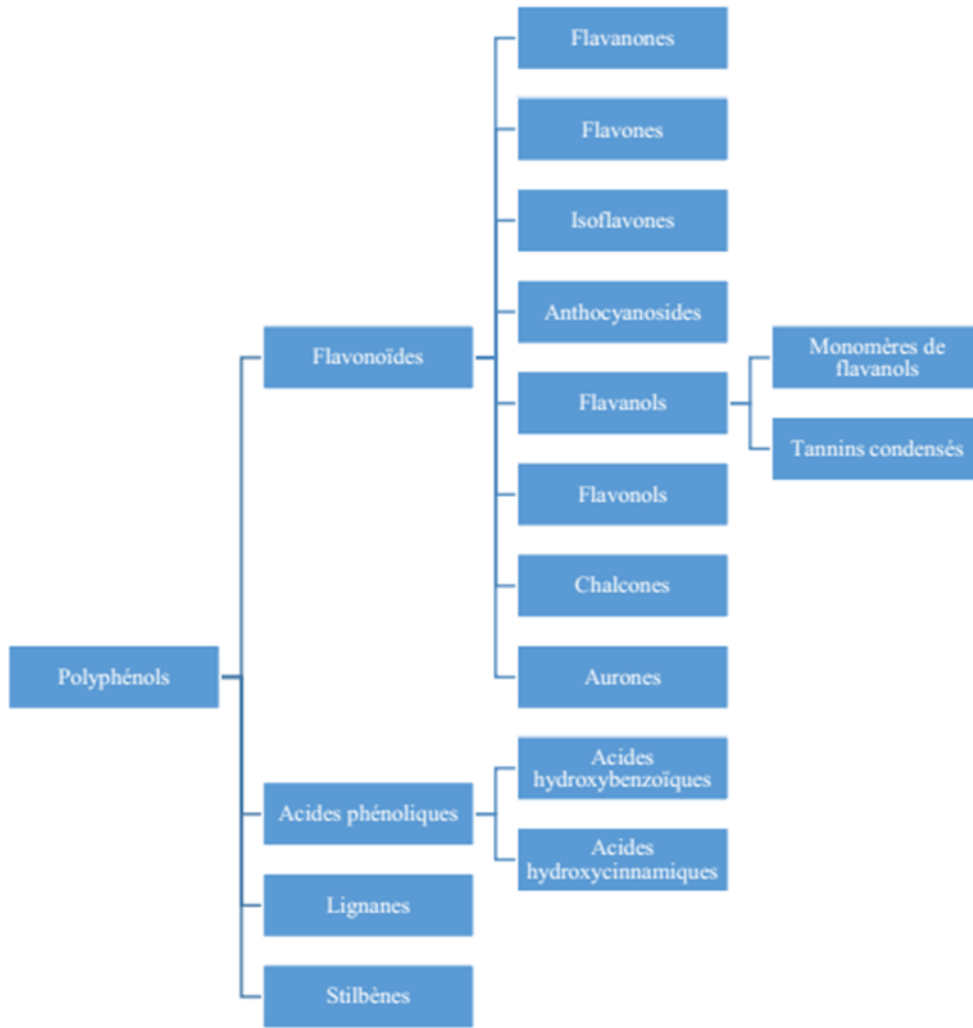 Flavanones
Flavones
Isoflavones
Anthocyanosides
Flavonoïdes
Monomères de
flavanols
Flavanols
Tannins condensés
Flavonols
Chalcones
Polyphénols
Aurones
Acides
hydroxybenzoïques
Acides phénoliques
Acides
hydroxycinnamiques
Lignanes
Stilbènes